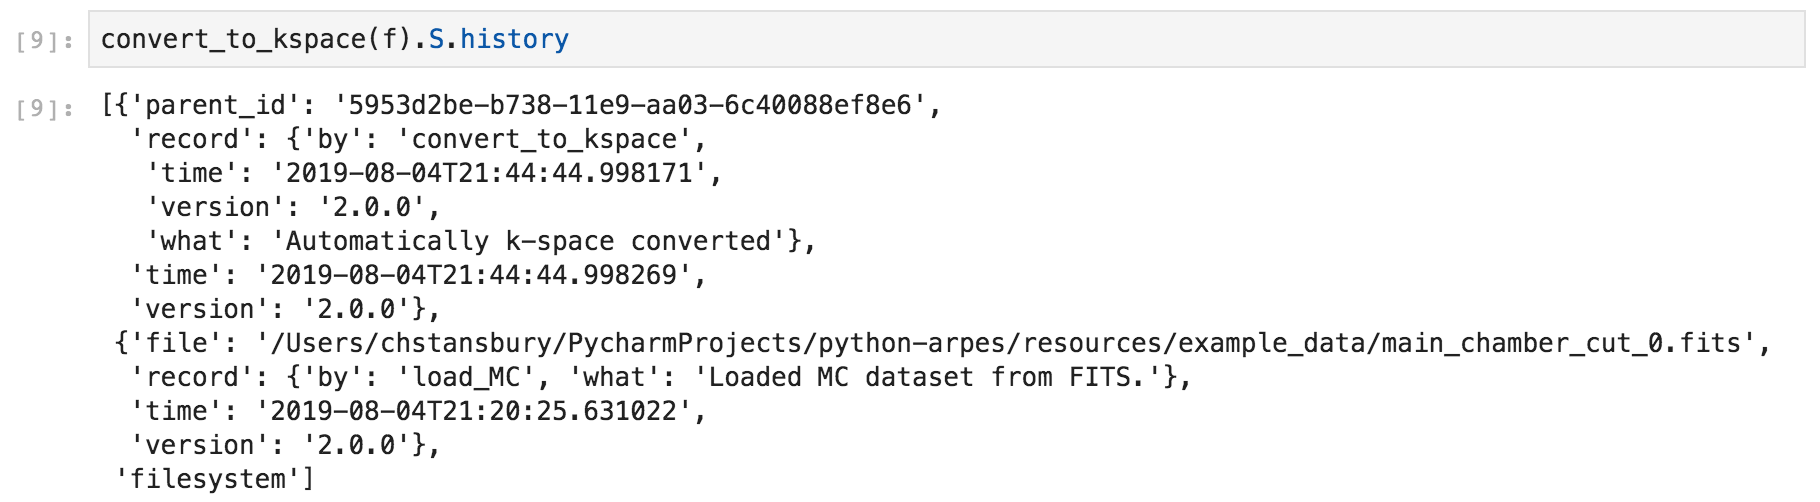 [9]: convert_to_kspace(f).S.history
[9]: [{'parent_id': '5953d2be-b738-11e9-aa03-6c40088ef8e6',
'record': {'by': 'convert_to_kspace',
'time': '2019-08-04T21:44:44.998171',
'version': '2.0.0',
'what': 'Automatically k-space converted'},
'time': '2019-08-04T21:44:44.998269',
'version': '2.0.0'},
{'file': '/Users/chstansbury/PycharmProjects/python-arpes/resources/example_data/main_chamber_cut_0.fits',
'record': {'by': 'load_MC', 'what': 'Loaded MC dataset from FITS.'},
'time': '2019-08-04T21:20:25.631022',
'version': '2.0.0'},
'filesystem']